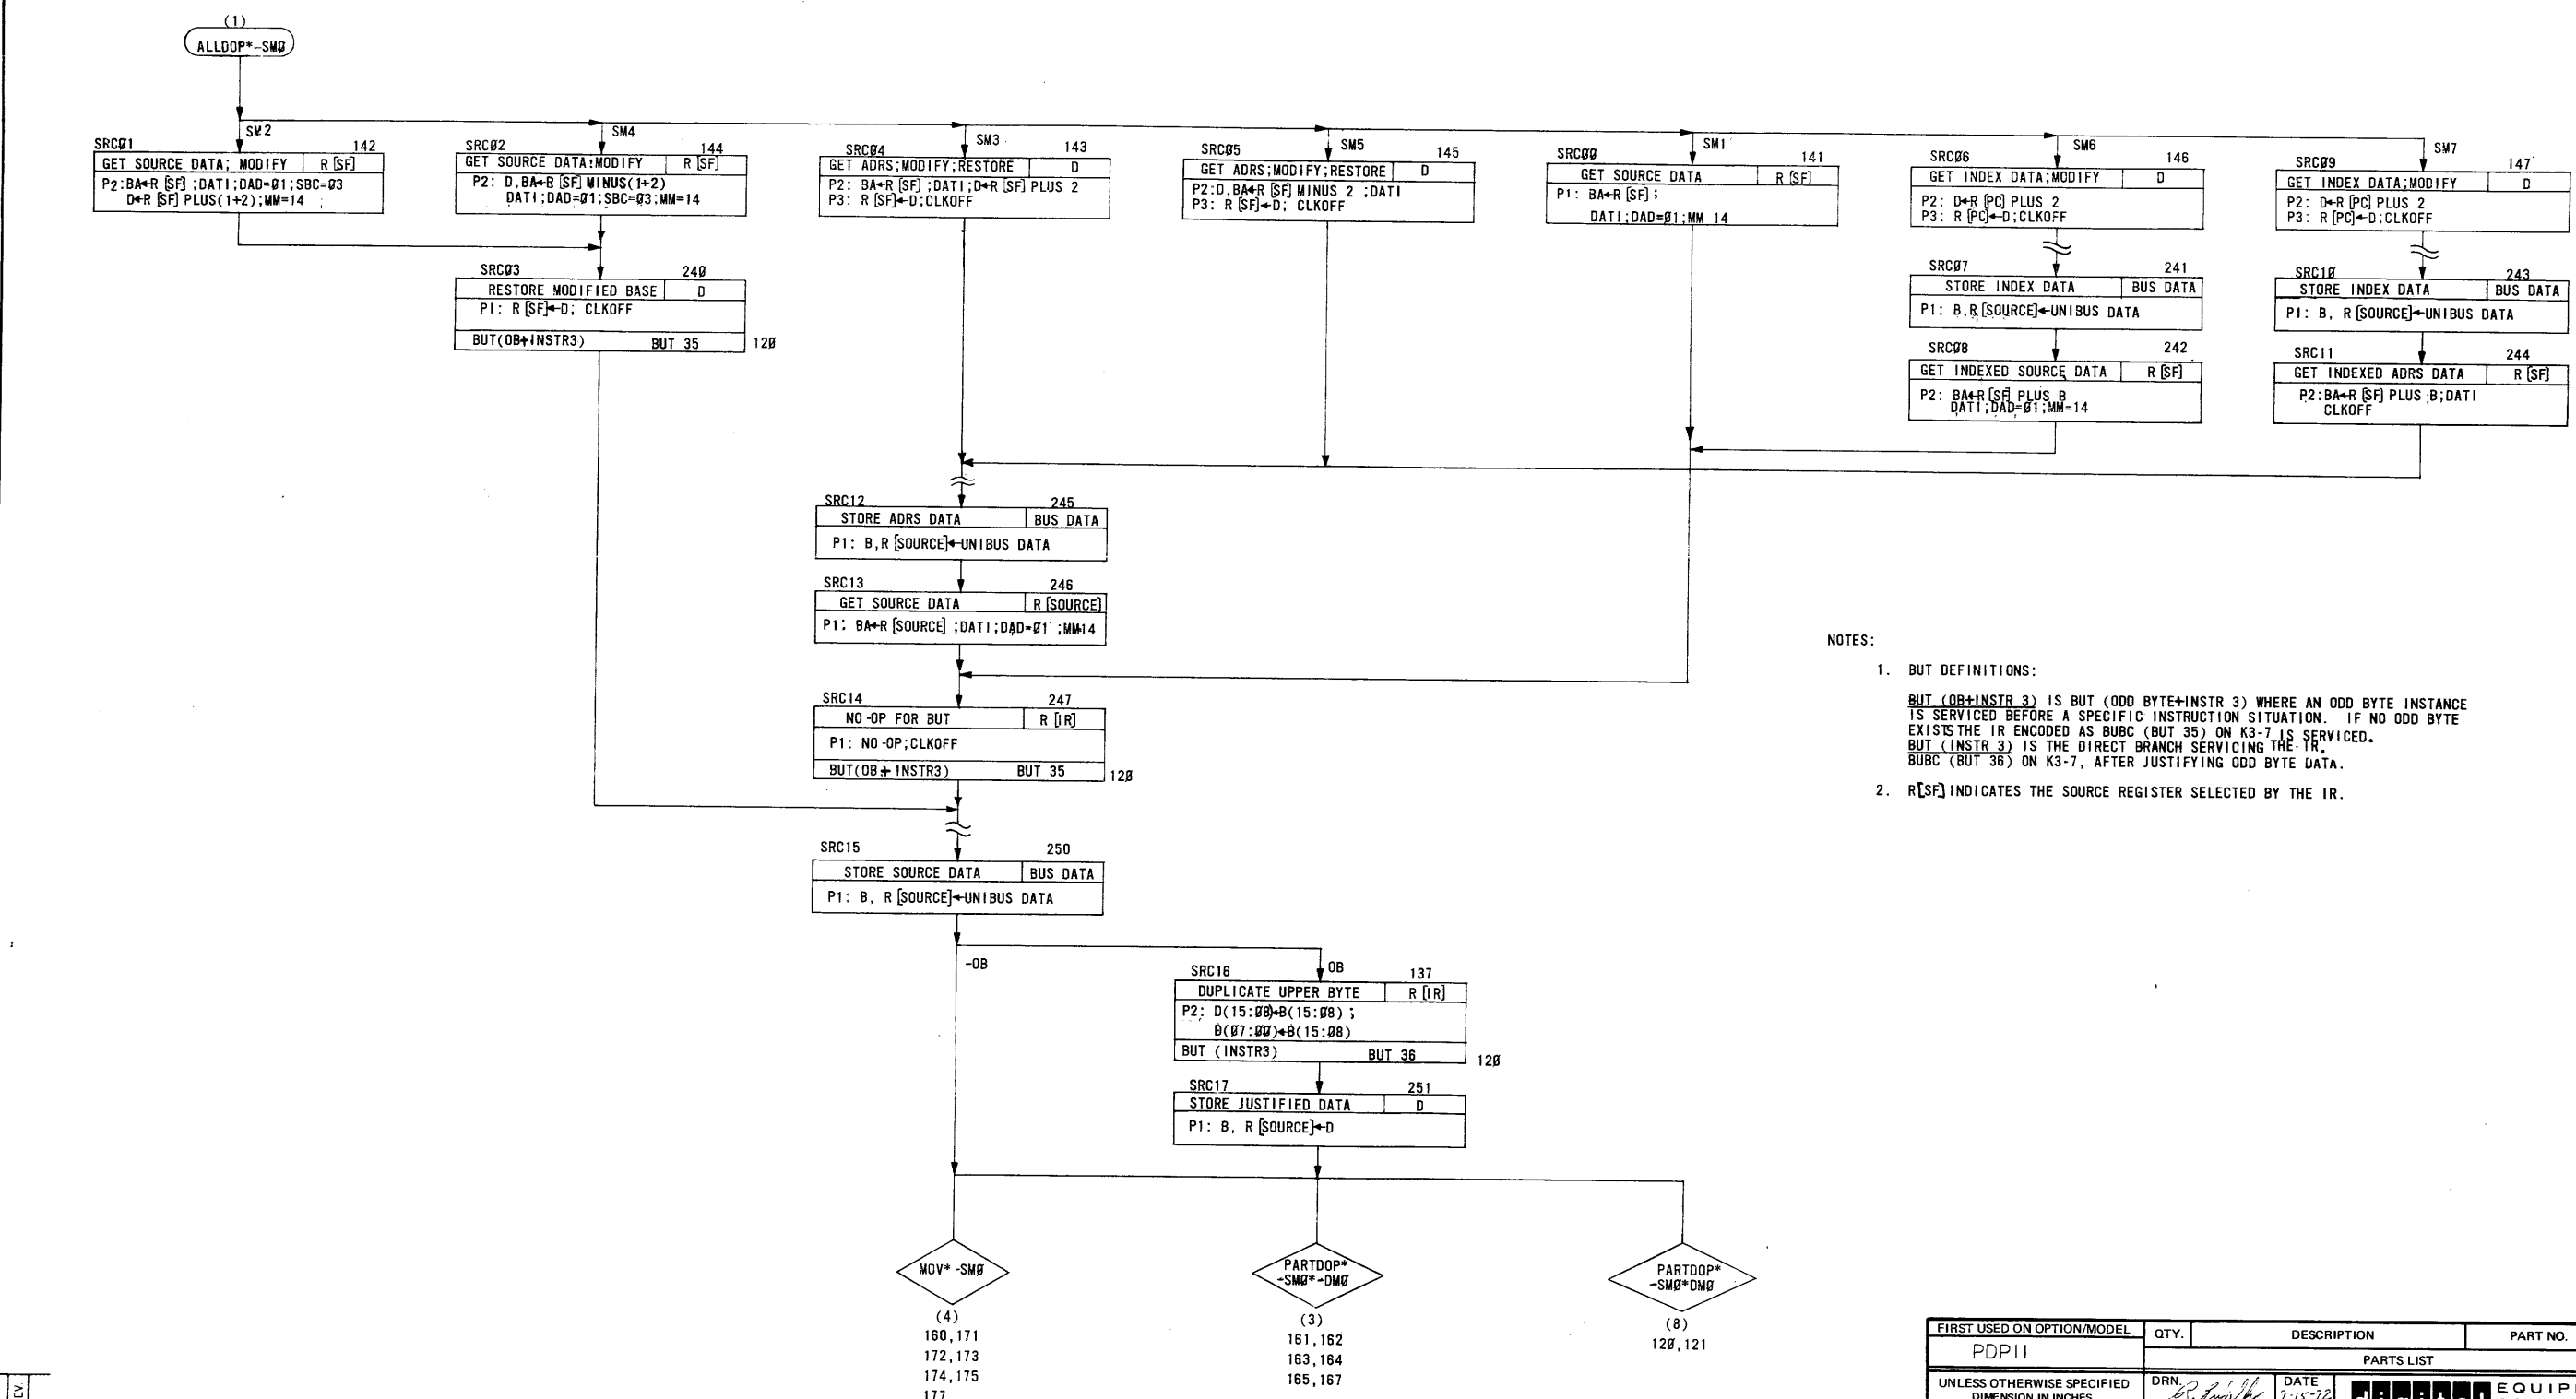 (1)
ALLDOP*-SMØ
SM2
SRCØ1 142
GET SOURCE DATA; MODIFY R [SF]
P2:BA←R [SF] ;DATI;DAD=Ø1;SBC=Ø3
D←R [SF] PLUS(1+2);MM=14
SM4
SRCØ2 144
GET SOURCE DATA:MODIFY R [SF]
P2: D,BA←R [SF] MINUS(1+2)
DATI;DAD=Ø1;SBC=Ø3;MM=14
SRCØ3 24Ø
RESTORE MODIFIED BASE D
P1: R [SF]←D; CLKOFF
BUT(OB+INSTR3) BUT 35 12Ø
SM3
SRCØ4 143
GET ADRS;MODIFY;RESTORE D
P2: BA←R [SF] ;DATI;D←R [SF] PLUS 2
P3: R [SF]←D;CLKOFF
SM5
SRCØ5 145
GET ADRS;MODIFY;RESTORE D
P2:D,BA←R [SF] MINUS 2 ;DATI
P3: R [SF]←D; CLKOFF
SM1
SRCØØ 141
GET SOURCE DATA R [SF]
P1: BA←R [SF] ;
DATI;DAD=Ø1;MM 14
SM6
SRCØ6 146
GET INDEX DATA;MODIFY D
P2: D←R [PC] PLUS 2
P3: R [PC]←D;CLKOFF
SRCØ7 241
STORE INDEX DATA BUS DATA
P1: B,R [SOURCE]←UNIBUS DATA
SRCØ8 242
GET INDEXED SOURCE DATA R [SF]
P2: BA←R [SF] PLUS B
DATI;DAD=Ø1;MM=14
SM7
SRCØ9 147
GET INDEX DATA;MODIFY D
P2: D←R [PC] PLUS 2
P3: R [PC]←D;CLKOFF
SRC1Ø 243
STORE INDEX DATA BUS DATA
P1: B, R [SOURCE]←UNIBUS DATA
SRC11 244
GET INDEXED ADRS DATA R [SF]
P2:BA←R [SF] PLUS B;DATI
CLKOFF
SRC12 245
STORE ADRS DATA BUS DATA
P1: B,R [SOURCE]←UNIBUS DATA
SRC13 246
GET SOURCE DATA R [SOURCE]
P1: BA←R [SOURCE] ;DATI;DAD=Ø1 ;MM=14
SRC14 247
NO-OP FOR BUT R [IR]
P1: NO-OP;CLKOFF
BUT(OB+ INSTR3) BUT 35 12Ø
SRC15 25Ø
STORE SOURCE DATA BUS DATA
P1: B, R [SOURCE]←UNIBUS DATA
-OB
OB
SRC16 137
DUPLICATE UPPER BYTE R [IR]
P2: D(15:Ø8)←B(15:Ø8) ;
D(Ø7:ØØ)←B(15:Ø8)
BUT (INSTR3) BUT 36 12Ø
SRC17 251
STORE JUSTIFIED DATA D
P1: B, R [SOURCE]←D
MOV* -SMØ
(4)
160,171
172,173
174,175
177
PARTDOP*
-SMØ*-DMØ
(3)
161,162
163,164
165,167
PARTDOP*
-SMØ*DMØ
(8)
12Ø,121
NOTES:
1. BUT DEFINITIONS:
BUT (OB+INSTR 3) IS BUT (ODD BYTE+INSTR 3) WHERE AN ODD BYTE INSTANCE
IS SERVICED BEFORE A SPECIFIC INSTRUCTION SITUATION. IF NO ODD BYTE
EXISTS THE IR ENCODED AS BUBC (BUT 35) ON K3-7 IS SERVICED.
BUT (INSTR 3) IS THE DIRECT BRANCH SERVICING THE IR.
BUBC (BUT 36) ON K3-7, AFTER JUSTIFYING ODD BYTE DATA.
2. R[SF] INDICATES THE SOURCE REGISTER SELECTED BY THE IR.
FIRST USED ON OPTION/MODEL QTY. DESCRIPTION PART NO.
PDP11
PARTS LIST
UNLESS OTHERWISE SPECIFIED
DIMENSION IN INCHES
DRN. DATE
digital EQUIP
EV.